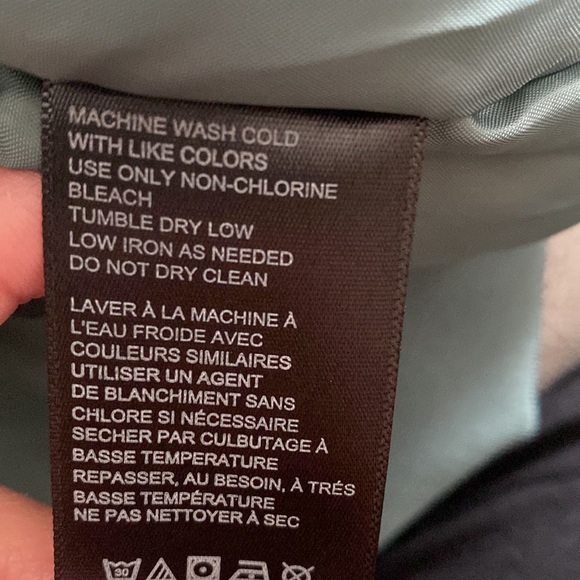 MACHINE WASH COLD
WITH LIKE COLORS
USE ONLY NON-CHLORINE
BLEACH
TUMBLE DRY LOW
LOW IRON AS NEEDED
DO NOT DRY CLEAN
LAVER À LA MACHINE À
L'EAU FROIDE AVEC
COULEURS SIMILAIRES
UTILISER UN AGENT
DE BLANCHIMENT SANS
CHLORE SI NÉCESSAIRE
SECHER PAR CULBUTAGE À
BASSE TEMPERATURE
REPASSER, AU BESOIN, À TRÉS
BASSE TEMPÉRATURE
NE PAS NETTOYER À SEC
30